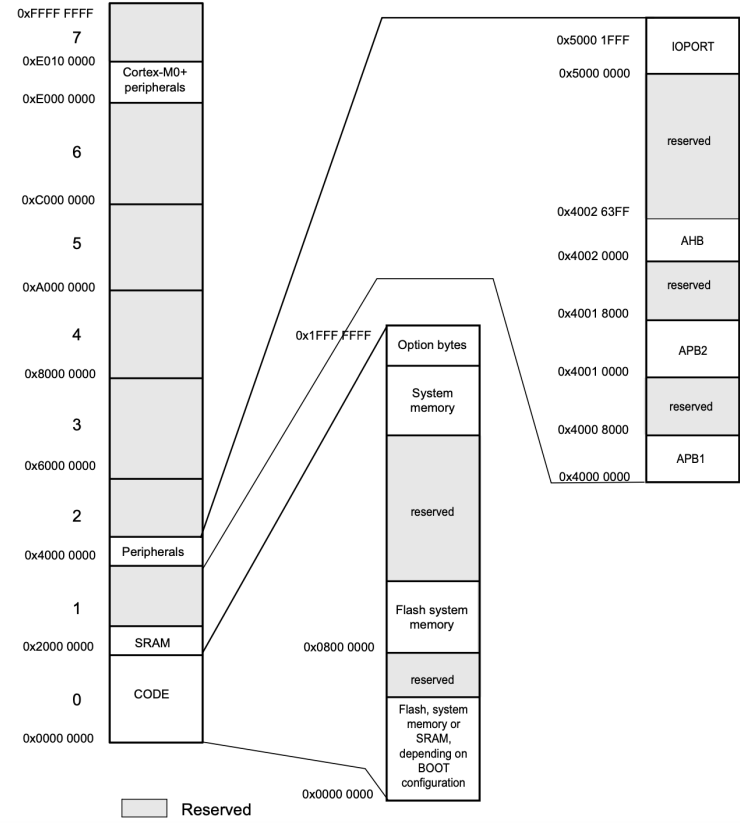 0xFFFF FFFF
7
0xE010 0000
Cortex-M0+
peripherals
0xE000 0000
6
0xC000 0000
5
0xA000 0000
4
0x8000 0000
3
0x6000 0000
2
0x4000 0000
Peripherals
1
0x2000 0000
SRAM
CODE
0
0x0000 0000
Reserved
0x1FFF FFFF
Option bytes
System
memory
reserved
Flash system
memory
0x0800 0000
reserved
Flash, system
memory or
SRAM,
depending on
BOOT
configuration
0x0000 0000
0x5000 1FFF
IOPORT
0x5000 0000
reserved
0x4002 63FF
AHB
0x4002 0000
reserved
0x4001 8000
APB2
0x4001 0000
reserved
0x4000 8000
APB1
0x4000 0000